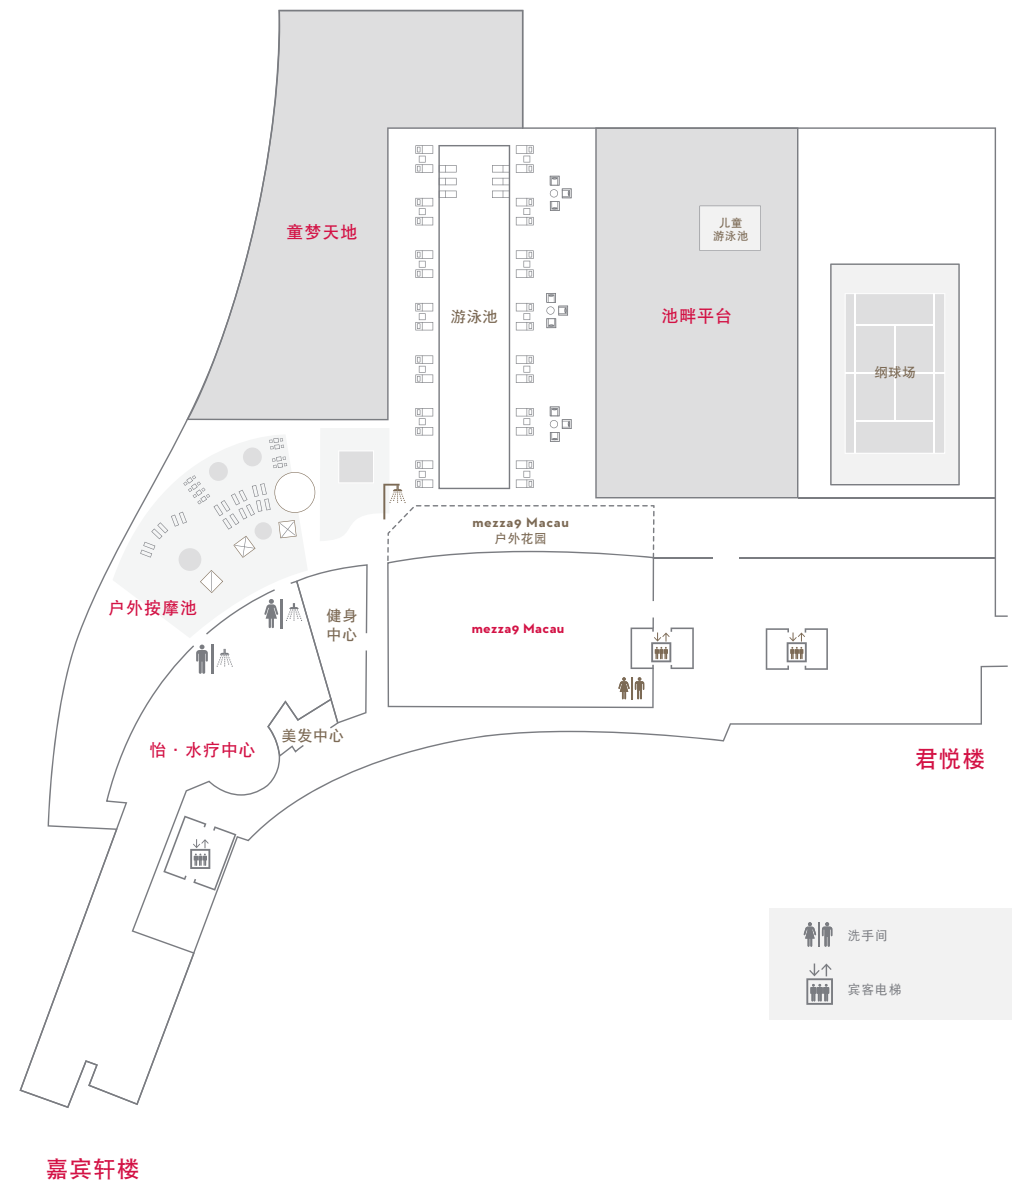 童梦天地
儿童
游泳池
游泳池
池畔平台
纲球场
mezza9 Macau
户外花园
户外按摩池
健身
中心
mezza9 Macau
美发中心
怡·水疗中心
君悦楼
洗手间
宾客电梯
嘉宾轩楼